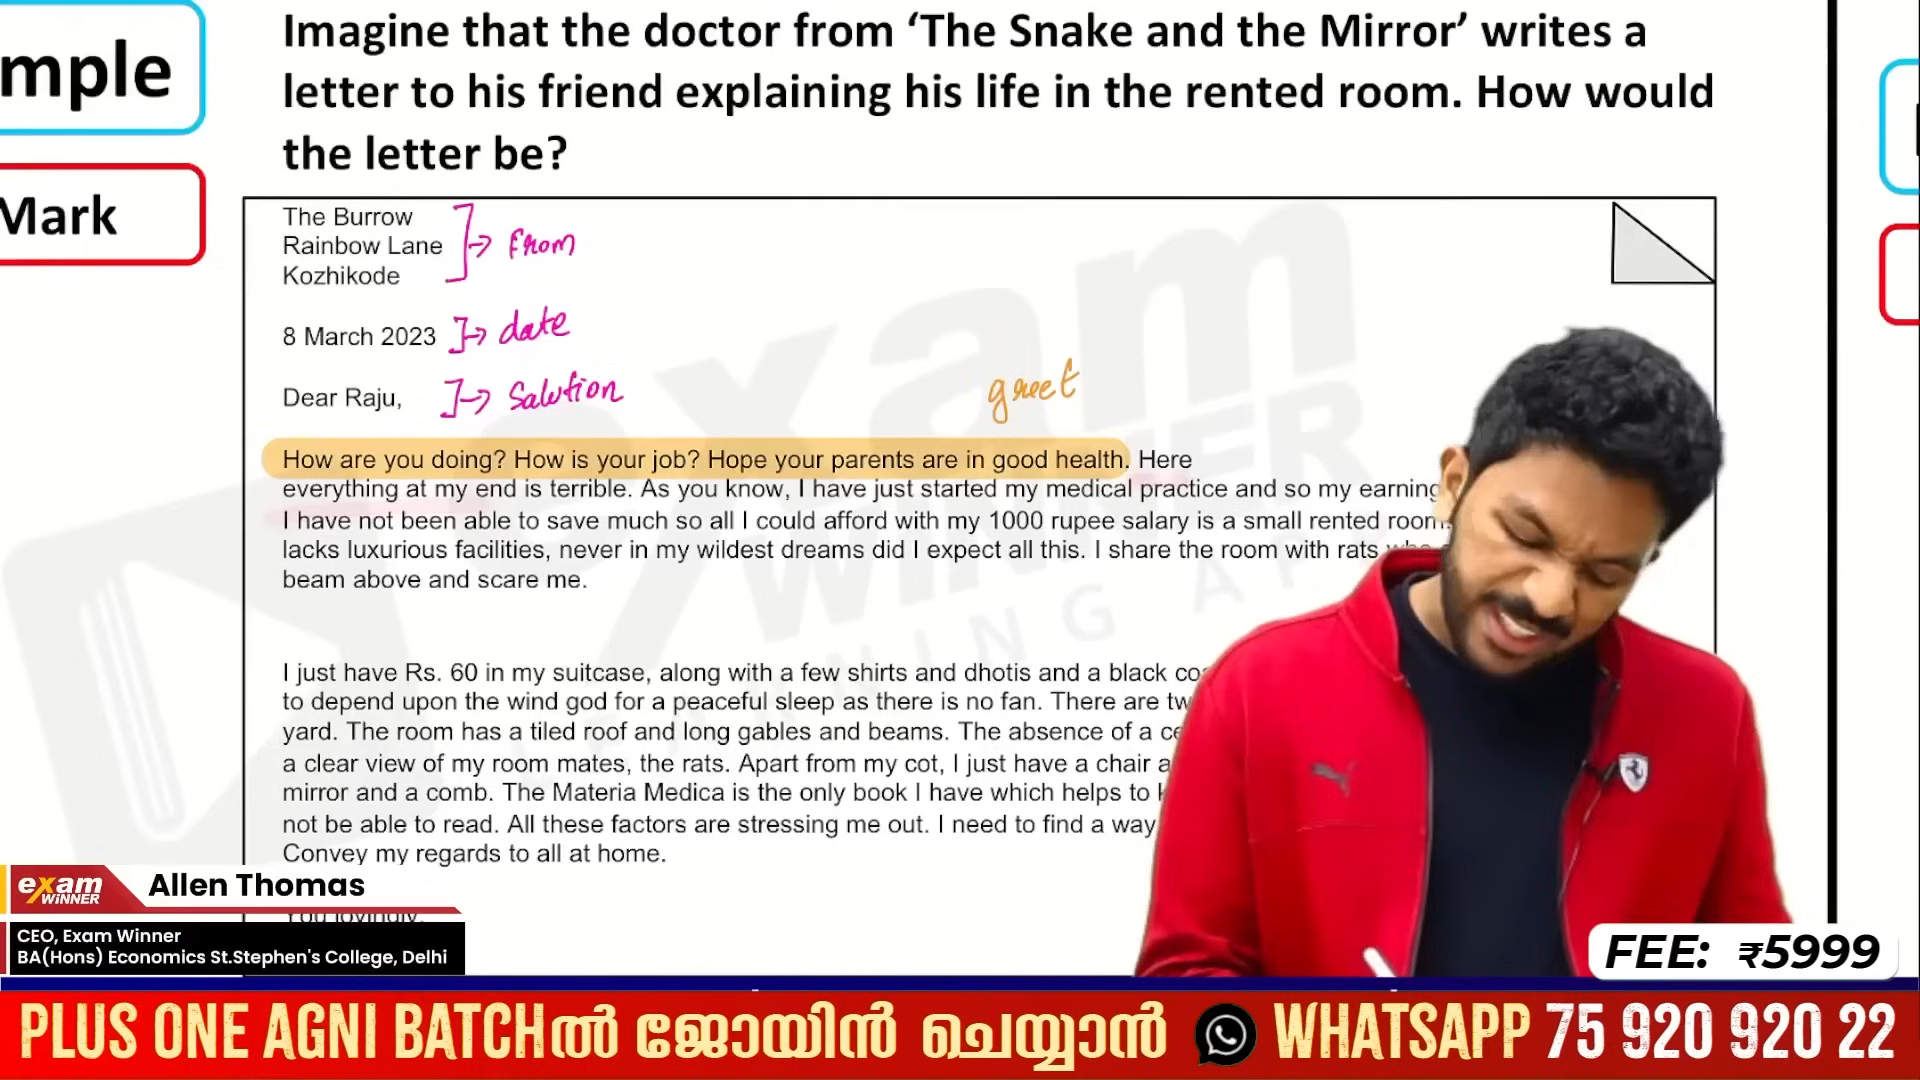 mple
Mark
Imagine that the doctor from ‘The Snake and the Mirror’ writes a
letter to his friend explaining his life in the rented room. How would
the letter be?
The Burrow
Rainbow Lane
Kozhikode
From
8 March 2023
date
Dear Raju,
Salution
greet
How are you doing? How is your job? Hope your parents are in good health. Here
everything at my end is terrible. As you know, I have just started my medical practice and so my earning
I have not been able to save much so all I could afford with my 1000 rupee salary is a small rented room.
lacks luxurious facilities, never in my wildest dreams did I expect all this. I share the room with rats
beam above and scare me.
I just have Rs. 60 in my suitcase, along with a few shirts and dhotis and a black
to depend upon the wind god for a peaceful sleep as there is no fan. There are
yard. The room has a tiled roof and long gables and beams. The absence of a
a clear view of my room mates, the rats. Apart from my cot, I just have a chair a
mirror and a comb. The Materia Medica is the only book I have which helps to
not be able to read. All these factors are stressing me out. I need to find a way
Convey my regards to all at home.
You lovingly,
exam WINNER
LEARNING APP
exam
WINNER
Allen Thomas
CEO, Exam Winner
BA(Hons) Economics St.Stephen's College, Delhi
FEE: ₹5999
PLUS ONE AGNI BATCHൽ ജോയിൻ ചെയ്യാൻ WHATSAPP 75 920 920 22